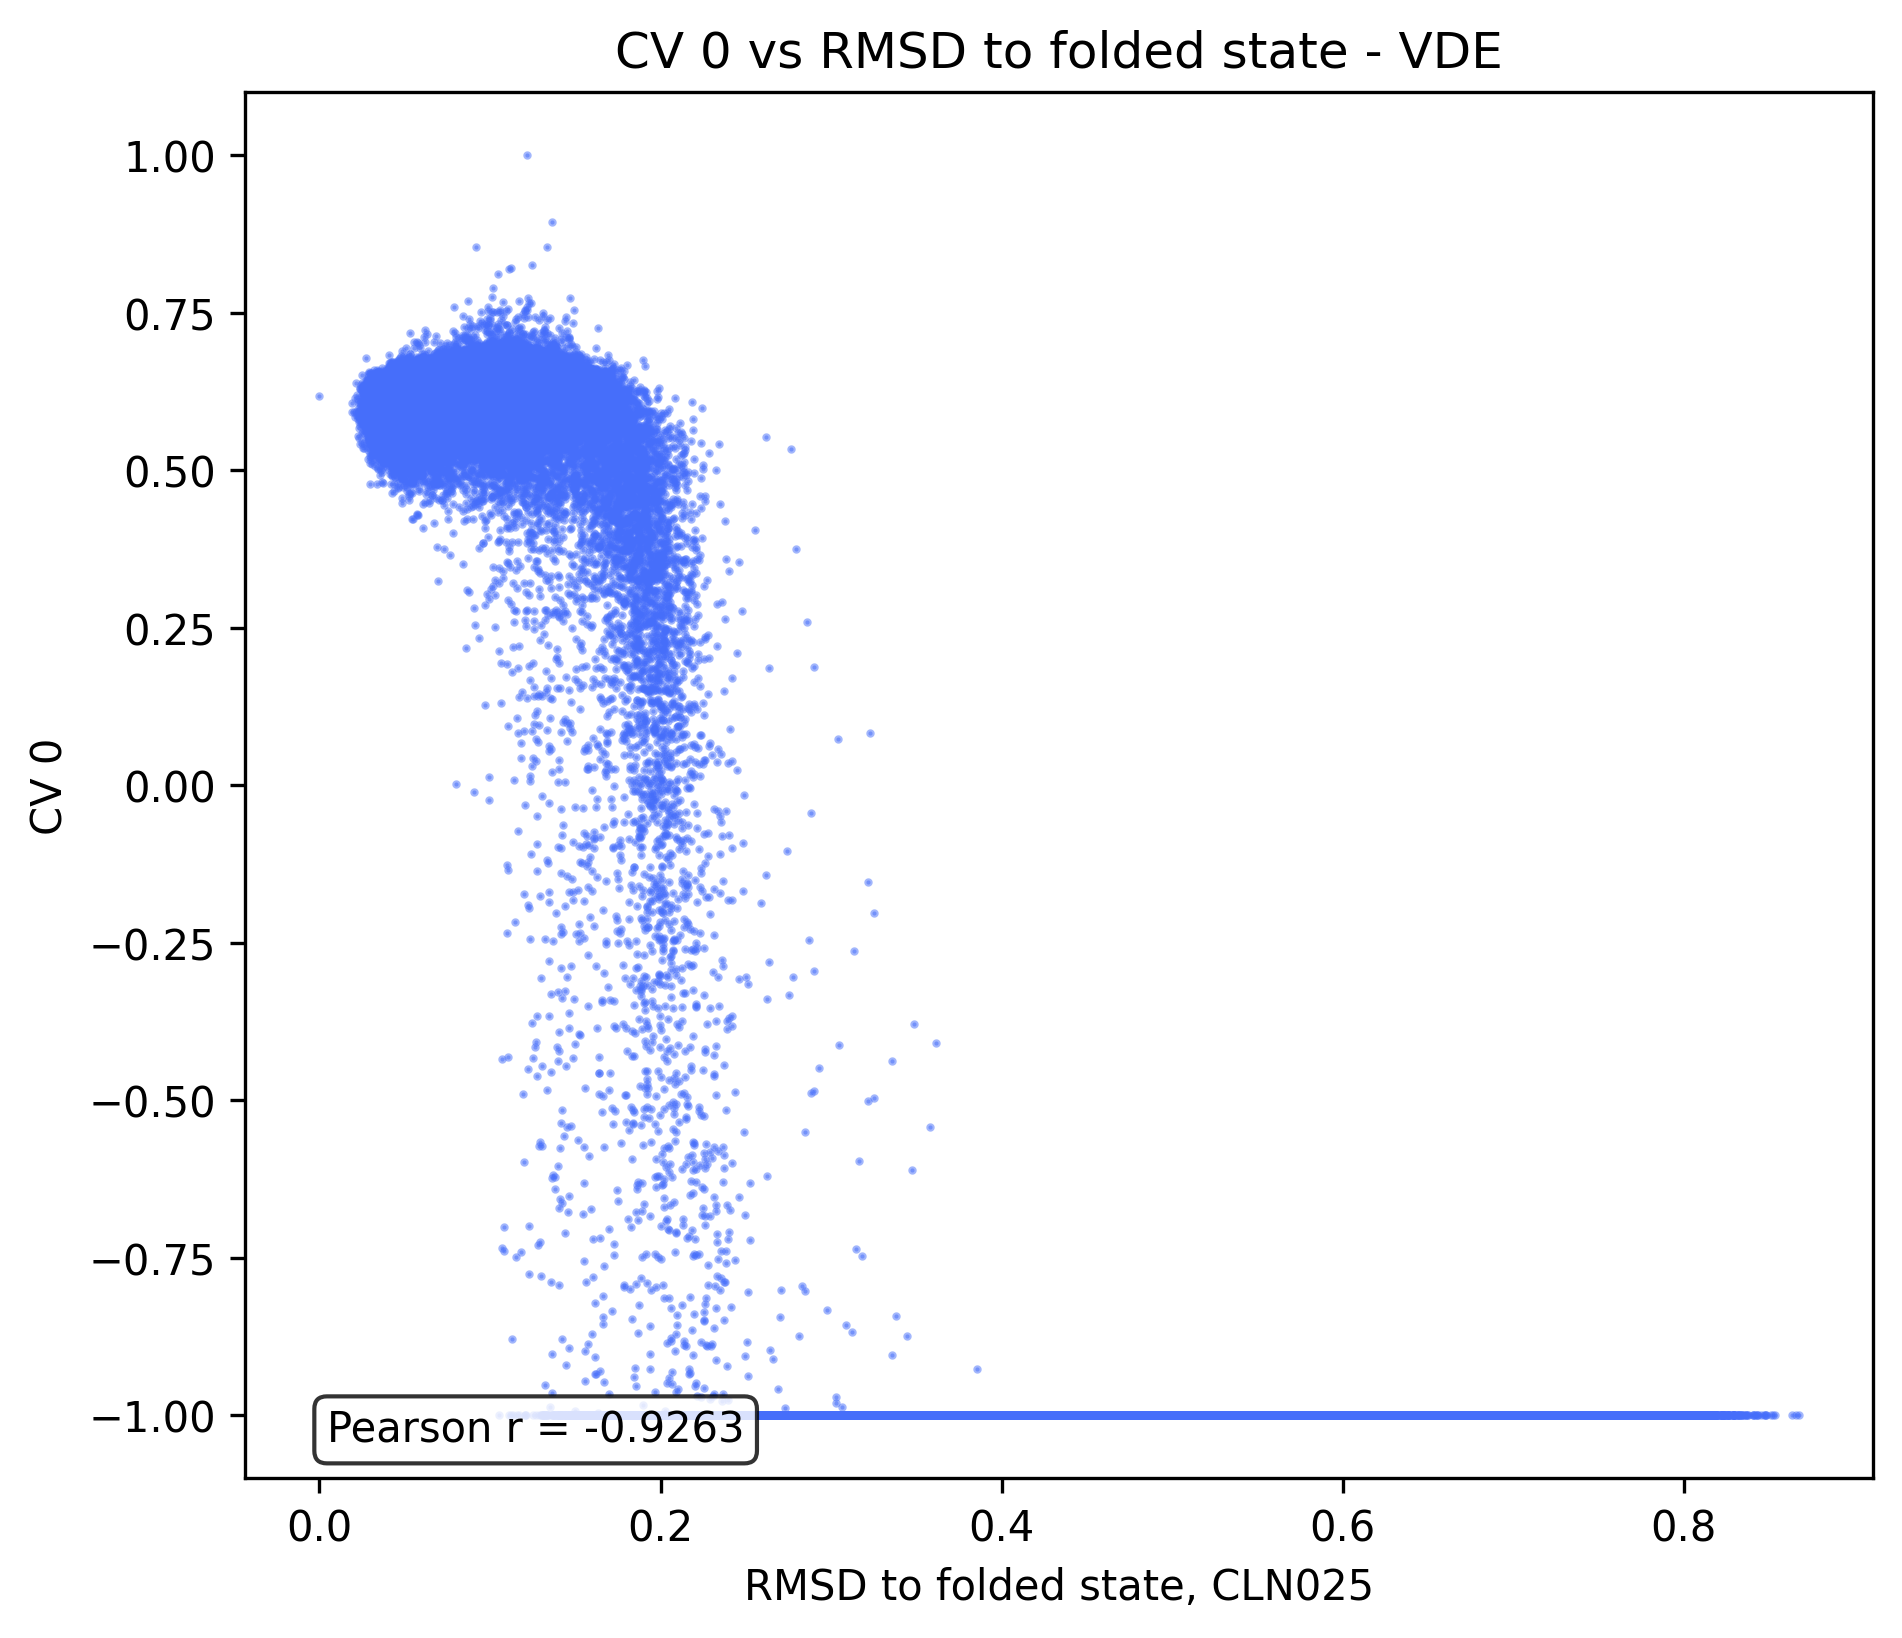 CV 0 vs RMSD to folded state - VDE
CV 0
1.00
0.75
0.50
0.25
0.00
−0.25
−0.50
−0.75
−1.00
Pearson r = -0.9263
0.0 0.2 0.4 0.6 0.8
RMSD to folded state, CLN025